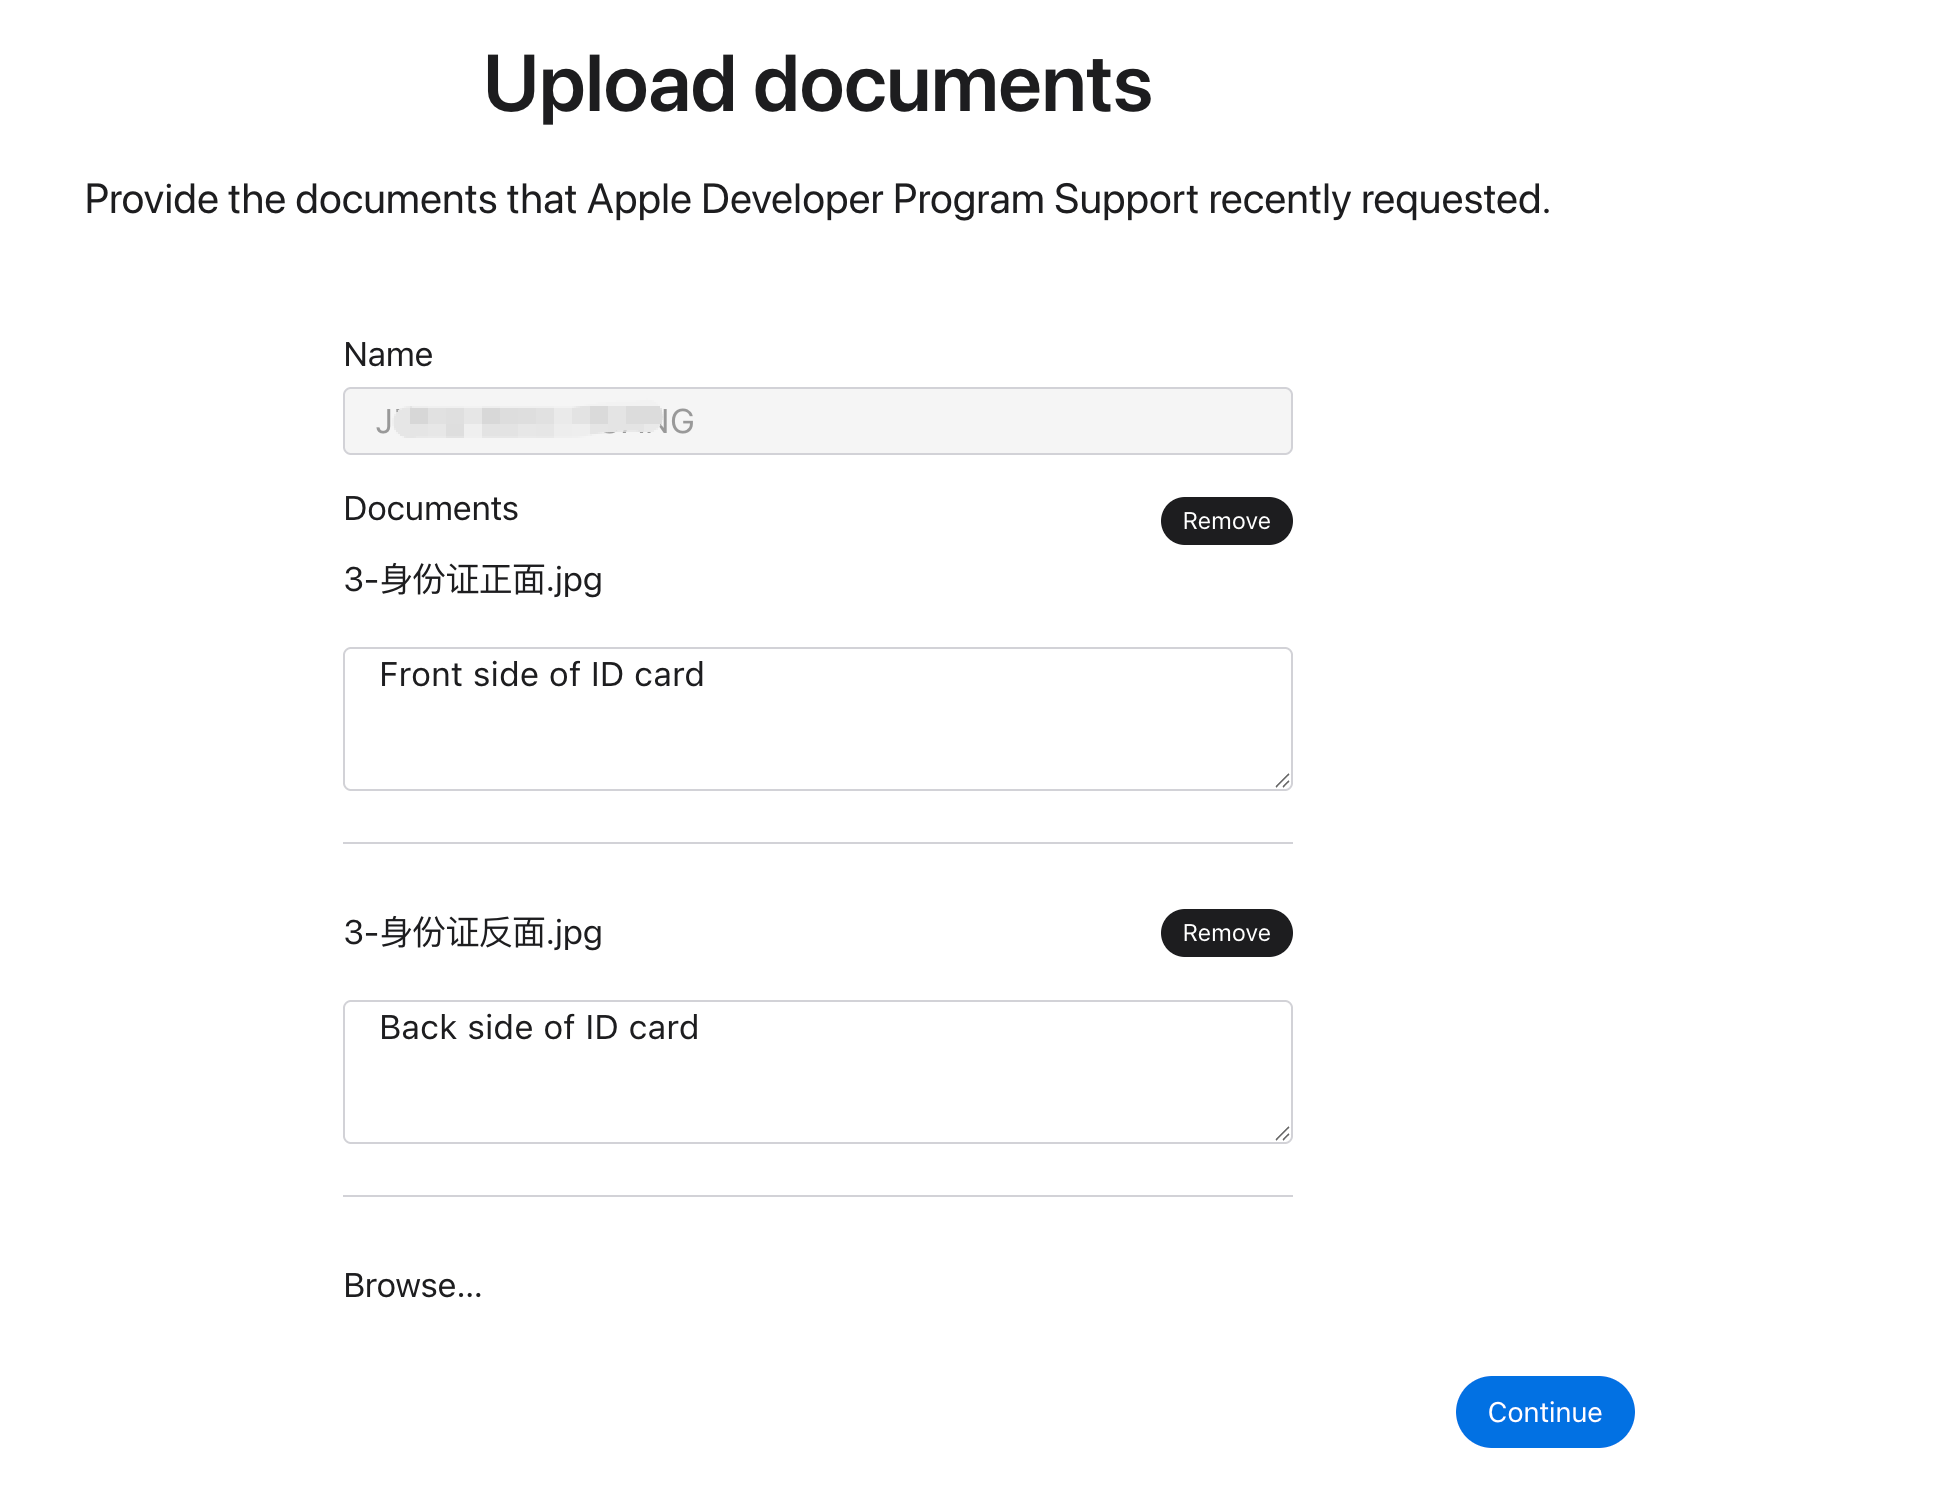 Upload documents
Provide the documents that Apple Developer Program Support recently requested.
Name
Documents
Remove
3-身份证正面.jpg
Front side of ID card
3-身份证反面.jpg
Remove
Back side of ID card
Browse...
Continue